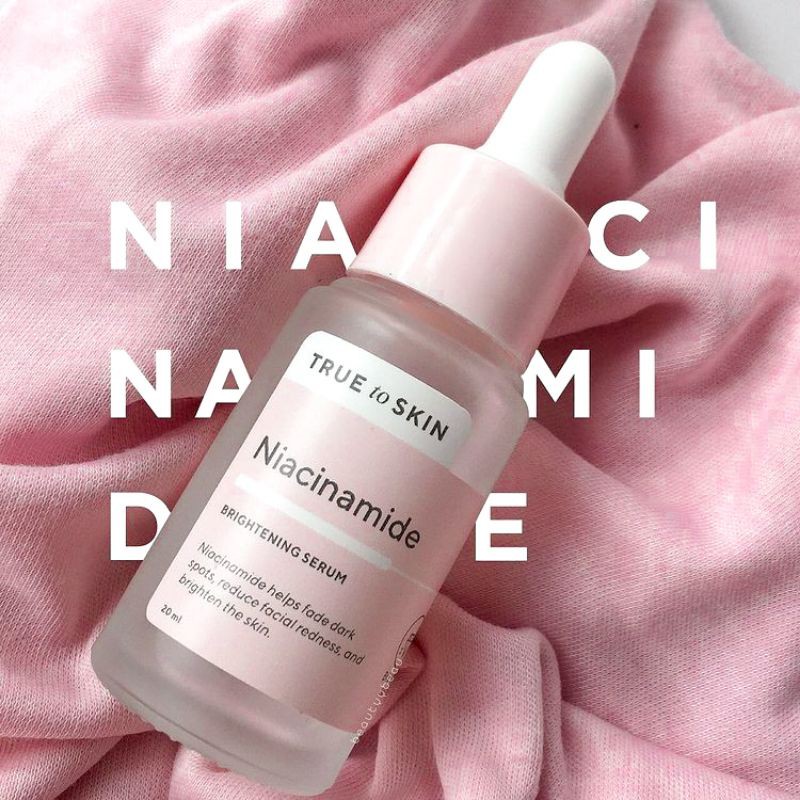 NIA CI
NA MI
D E
TRUE to SKIN
Niacinamide
BRIGHTENING SERUM
Niacinamide helps fade dark
spots, reduce facial redness, and
brighten the skin.
20 ml